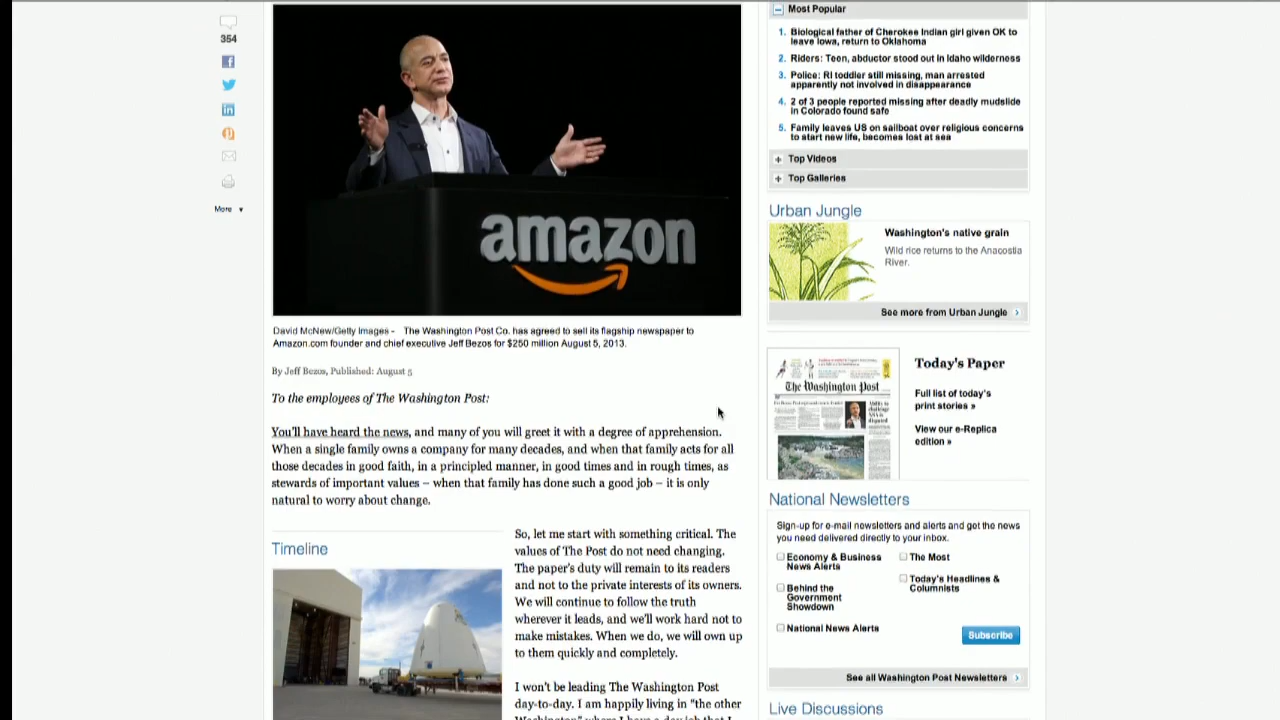 354
More
amazon
David McNew/Getty Images - The Washington Post Co. has agreed to sell its flagship newspaper to
Amazon.com founder and chief executive Jeff Bezos for $250 million August 5, 2013.
By Jeff Bezos, Published: August 5
To the employees of The Washington Post:
You'll have heard the news, and many of you will greet it with a degree of apprehension.
When a single family owns a company for many decades, and when that family acts for all
those decades in good faith, in a principled manner, in good times and in rough times, as
stewards of important values – when that family has done such a good job – it is only
natural to worry about change.
Timeline
So, let me start with something critical. The
values of The Post do not need changing.
The paper's duty will remain to its readers
and not to the private interests of its owners.
We will continue to follow the truth
wherever it leads, and we'll work hard not to
make mistakes. When we do, we will own up
to them quickly and completely.
I won't be leading The Washington Post
day-to-day. I am happily living in "the other
Washington" where I have a day job that I
Most Popular
1. Biological father of Cherokee Indian girl given OK to
leave Iowa, return to Oklahoma
2. Riders: Teen, abductor stood out in Idaho wilderness
3. Police: RI toddler still missing, man arrested
apparently not involved in disappearance
4. 2 of 3 people reported missing after deadly mudslide
in Colorado found safe
5. Family leaves US on sailboat over religious concerns
to start new life, becomes lost at sea
Top Videos
Top Galleries
Urban Jungle
Washington's native grain
Wild rice returns to the Anacostia
River.
See more from Urban Jungle
The Washington Post
Today's Paper
Full list of today's
print stories »
View our e-Replica
edition »
National Newsletters
Sign-up for e-mail newsletters and alerts and get the news
you need delivered directly to your inbox.
Economy & Business
News Alerts
The Most
Today's Headlines &
Columnists
Behind the
Government
Showdown
National News Alerts
Subscribe
See all Washington Post Newsletters
Live Discussions